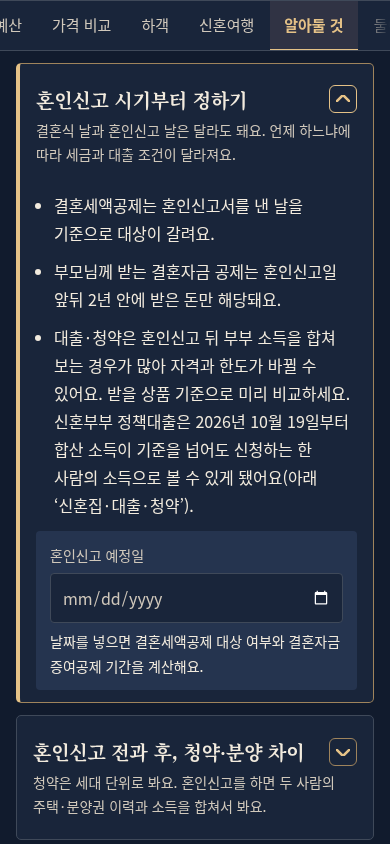 예산 가격 비교 하객 신혼여행 알아둘 것
혼인신고 시기부터 정하기
결혼식 날과 혼인신고 날은 달라도 돼요. 언제 하느냐에
따라 세금과 대출 조건이 달라져요.
• 결혼세액공제는 혼인신고서를 낸 날을
기준으로 대상이 갈려요.
• 부모님께 받는 결혼자금 공제는 혼인신고일
앞뒤 2년 안에 받은 돈만 해당돼요.
• 대출·청약은 혼인신고 뒤 부부 소득을 합쳐
보는 경우가 많아 자격과 한도가 바뀔 수
있어요. 받을 상품 기준으로 미리 비교하세요.
신혼부부 정책대출은 2026년 10월 19일부터
합산 소득이 기준을 넘어도 신청하는 한
사람의 소득으로 볼 수 있게 됐어요(아래
‘신혼집·대출·청약’).
혼인신고 예정일
mm/dd/yyyy
날짜를 넣으면 결혼세액공제 대상 여부와 결혼자금
증여공제 기간을 계산해요.
혼인신고 전과 후, 청약·분양 차이
청약은 세대 단위로 봐요. 혼인신고를 하면 두 사람의
주택·분양권 이력과 소득을 합쳐서 봐요.